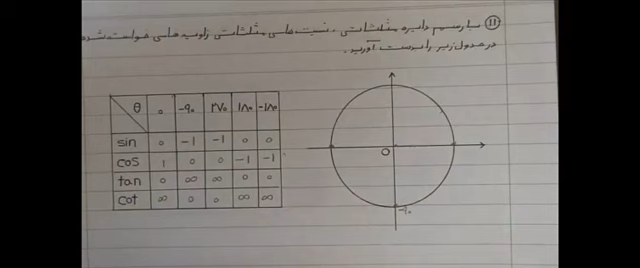 ۱۱ با رسم دایره مثلثاتی، نسبت های مثلثاتی زاویه های خواسته شده
در جدول زیر را بدست آورید.
θ ۰ -۹۰ ۲۷۰ ۱۸۰ -۱۸۰
sin ۰ -۱ -۱ ۰ ۰
cos ۱ ۰ ۰ -۱ -۱
tan ۰ ∞ ∞ ۰ ۰
cot ∞ ۰ ۰ ∞ ∞
O
-۹۰